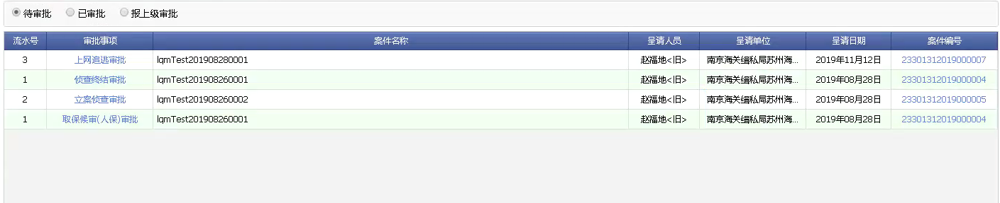 待审批 已审批 报上级审批
流水号 审批事项 案件名称 呈请人员 呈请单位 呈请日期 案件编号
3 上网追逃审批 lqmTest201908280001 赵福地<旧> 南京海关缉私局苏州海... 2019年11月12日 23301312019000007
1 侦查终结审批 lqmTest201908260001 赵福地<旧> 南京海关缉私局苏州海... 2019年08月28日 23301312019000004
2 立案侦查审批 lqmTest201908260002 赵福地<旧> 南京海关缉私局苏州海... 2019年08月28日 23301312019000005
1 取保候审(人保)审批 lqmTest201908260001 赵福地<旧> 南京海关缉私局苏州海... 2019年08月28日 23301312019000004